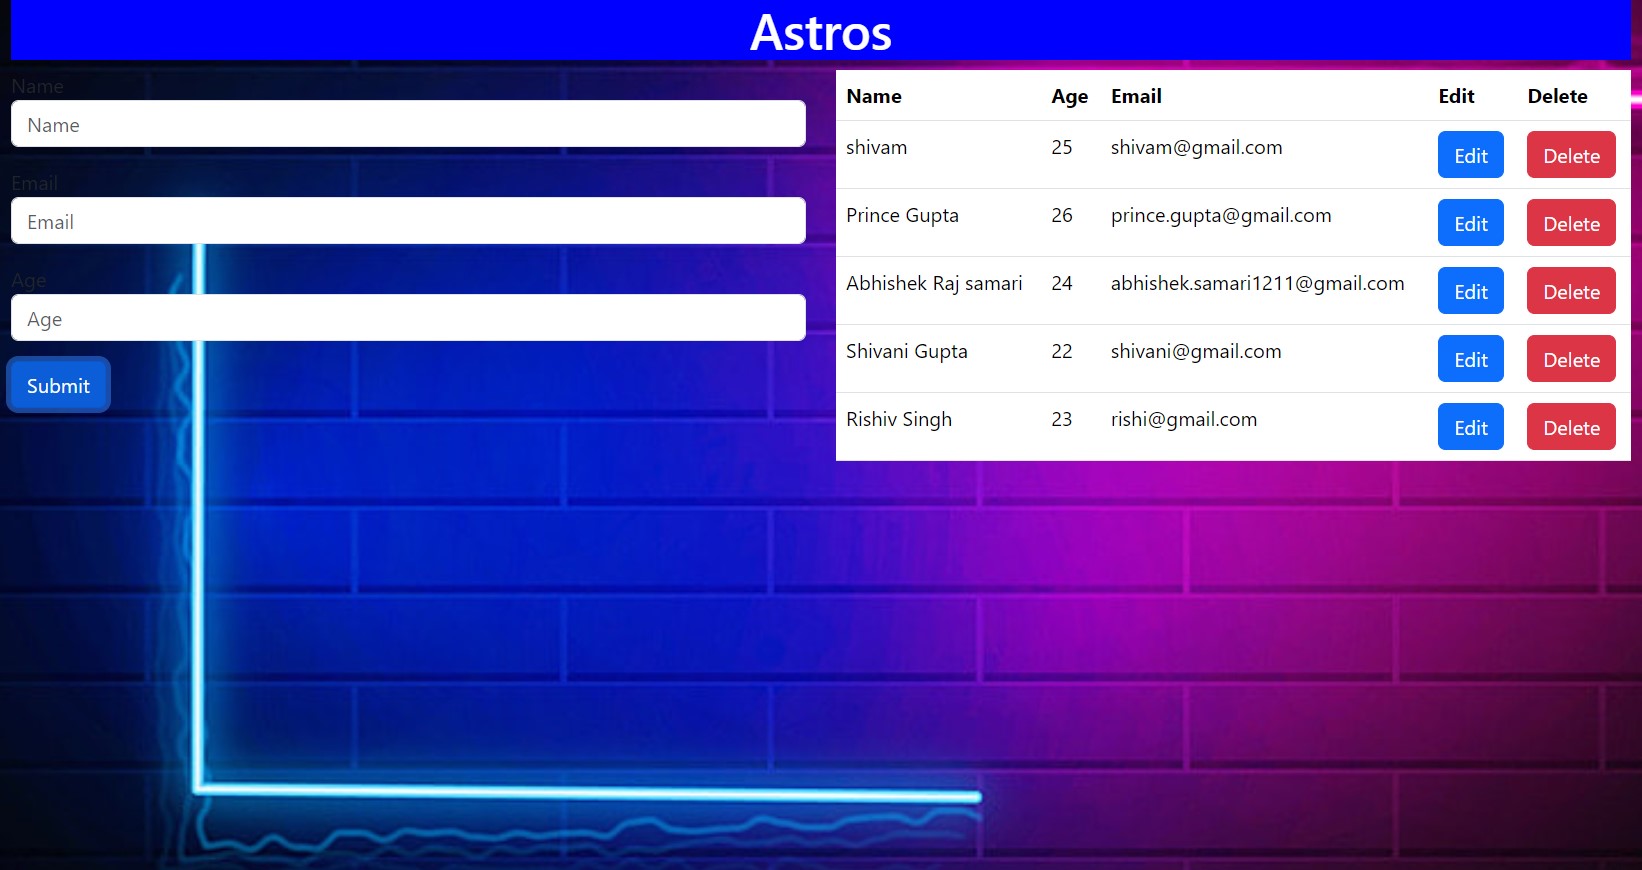 Astros
Name
Name
Email
Email
Age
Age
Submit
Name Age Email Edit Delete
shivam 25 shivam@gmail.com Edit Delete
Prince Gupta 26 prince.gupta@gmail.com Edit Delete
Abhishek Raj samari 24 abhishek.samari1211@gmail.com Edit Delete
Shivani Gupta 22 shivani@gmail.com Edit Delete
Rishiv Singh 23 rishi@gmail.com Edit Delete